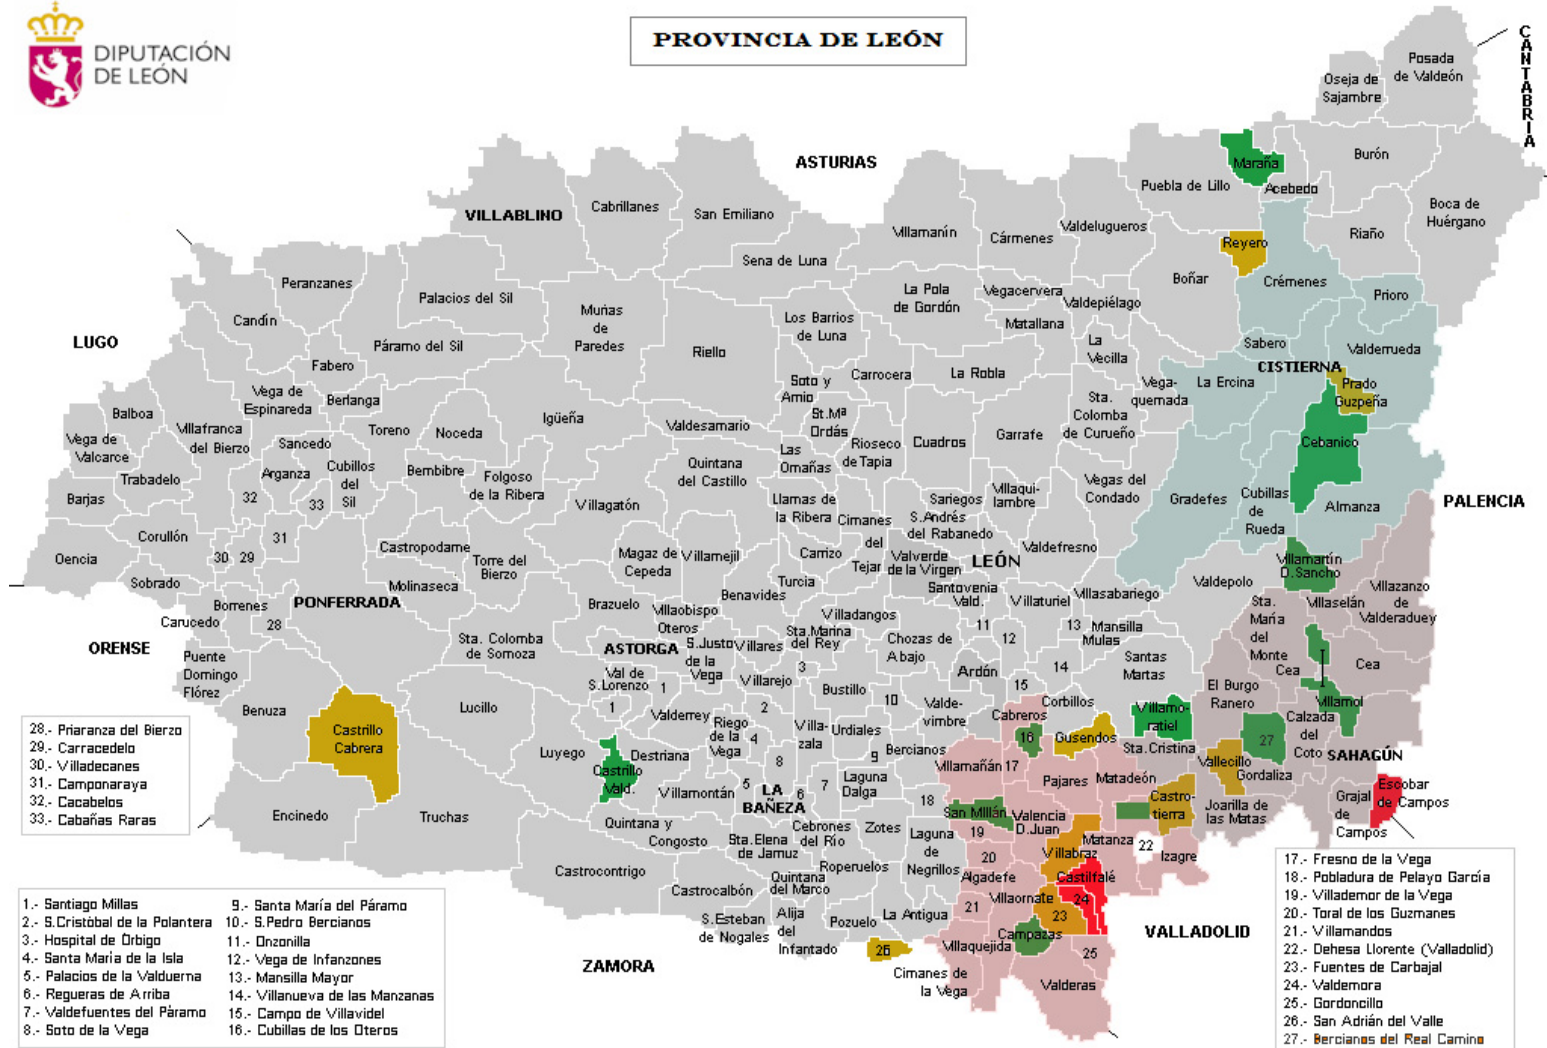 DIPUTACIÓN
DE LEÓN
PROVINCIA DE LEÓN
CANTABRIA
ASTURIAS
LUGO
ORENSE
ZAMORA
VALLADOLID
PALENCIA
Posada
de Valdeón
Oseja de
Sajambre
Burón
Maraña
Acebedo
Puebla de Lillo
Boca de
Huérgano
Riaño
Reyero
Crémenes
Prioro
Boñar
Valdelugueros
Cármenes
Villamanín
San Emiliano
Cabrillanes
VILLABLINO
Sena de Luna
La Pola
de Gordón
Vegacervera
Valdepiélago
Matallana
Los Barrios
de Luna
Murias
de
Paredes
Palacios del Sil
Peranzanes
Candín
Páramo del Sil
Fabero
Riello
La
Vecilla
Sabero
CISTIERNA
Valderrueda
Prado
Guzpeña
La Ercina
Vega-
quemada
La Robla
Carrocera
Soto y
Amio
Vega de
Espinareda
Berlanga
Balboa
Sta.
Colomba
de Curueño
Garrafe
Cuadros
St.Mª
Ordás
Rioseco
de Tapia
Valdesamario
Igüeña
Noceda
Toreno
Villafranca
del Bierzo
Sancedo
Vega de
Valcarce
Cebanico
Las
Omañas
Quintana
del Castillo
Bembibre
Folgoso
de la Ribera
Cubillos
del
Sil
Arganza
Trabadelo
Barjas
32
33
Villagatón
Llamas de
la Ribera
Cimanes
del
Tejar
Sariegos
S.Andrés
del Rabanedo
Villaqui-
lambre
Vegas del
Condado
Gradefes
Cubillas
de
Rueda
Almanza
Corullón
Oencia
31
30
29
Castropodame
Torre del
Bierzo
Magaz de
Cepeda
Villamejil
Carrizo
Valverde
de la Virgen
LEÓN
Valdefresno
Villamartín
D.Sancho
Sobrado
Molinaseca
Borrenes
PONFERRADA
Carucedo
28
Brazuelo
Villaobispo
Oteros
Benavides
Turcia
Santovenia
Vald.
Villaturiel
Villasabariego
Valdepolo
Villazanzo
de
Valderaduey
Villaselán
Sta.
María
del
Monte
Cea
Cea
Puente
Domingo
Flórez
Sta. Colomba
de Somoza
ASTORGA
S.Justo
de la
Vega
Villares
Sta.Marina
del Rey
Villadangos
Chozas de
Abajo
11
12
13
Mansilla
Mulas
Val de
S.Lorenzo
1
1
3
Villarejo
Bustillo
Ardón
14
15
Santas
Martas
El Burgo
Ranero
Benuza
Castrillo
Cabrera
Lucillo
Luyego
Valderrey
Riego
de la
Vega
2
4
Villa-
zala
Urdiales
10
Valde-
vimbre
Cabreros
Corbillos
Gusendos
16
Villamo-
ratiel
Villamol
Calzada
del
Coto
27
SAHAGÚN
Destriana
Castrillo
Vald.
8
9
Bercianos
Villamañán
17
Pajares
Sta.Cristina
Matadeón
Vallecillo
Gordaliza
Villamontán
5
LA
BAÑEZA
6
7
Laguna
Dalga
18
San Millán
Valencia
D.Juan
Castro-
tierra
Joarilla de
las Matas
Grajal
de
Campos
Escobar
de Campos
Encinedo
Truchas
Quintana y
Congosto
Sta.Elena
de Jamuz
Cebrones
del Río
Zotes
Laguna
de
Negrillos
19
20
Algadefe
Villabraz
Matanza
22
Izagre
Castilfalé
24
Castrocontrigo
Castrocalbón
Quintana
del Marco
Roperuelos
Villaornate
21
23
S.Esteban
de Nogales
Alija
del
Infantado
Pozuelo
La Antigua
Villaquejida
Campazas
25
26
Cimanes de
la Vega
Valderas
28.- Priaranza del Bierzo
29.- Carracedelo
30.- Villadecanes
31.- Camponaraya
32.- Cacabelos
33.- Cabañas Raras
1.- Santiago Millas
2.- S.Cristóbal de la Polantera
3.- Hospital de Órbigo
4.- Santa María de la Isla
5.- Palacios de la Valduerna
6.- Regueras de Arriba
7.- Valdefuentes del Páramo
8.- Soto de la Vega
9.- Santa María del Páramo
10.- S.Pedro Bercianos
11.- Onzonilla
12.- Vega de Infanzones
13.- Mansilla Mayor
14.- Villanueva de las Manzanas
15.- Campo de Villavidel
16.- Cubillas de los Oteros
17.- Fresno de la Vega
18.- Pobladura de Pelayo García
19.- Villademor de la Vega
20.- Toral de los Guzmanes
21.- Villamandos
22.- Dehesa Llorente (Valladolid)
23.- Fuentes de Carbajal
24.- Valdemora
25.- Gordoncillo
26.- San Adrián del Valle
27.- Bercianos del Real Camino